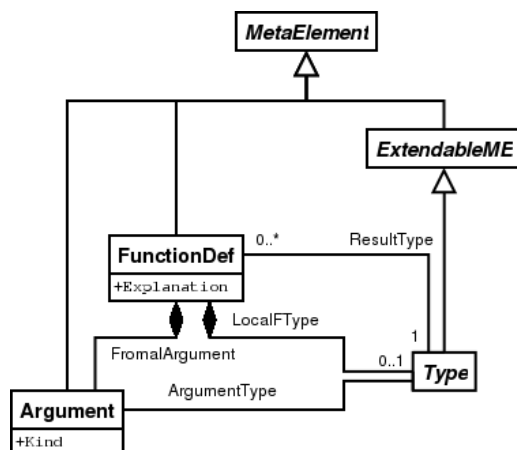 MetaElement
ExtendableME
0..*
ResultType
FunctionDef
+Explanation
LocalFType
1
FromalArgument
0..1
Type
ArgumentType
Argument
+Kind